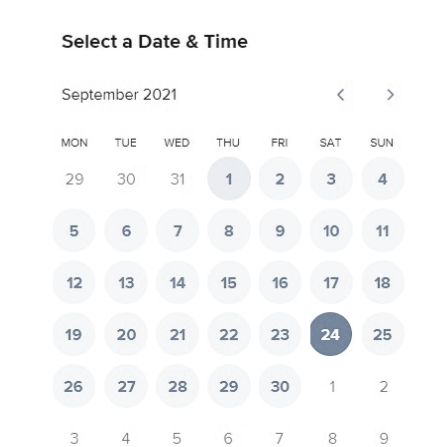 Select a Date & Time
September 2021
MON TUE WED THU FRI SAT SUN
29 30 31 1 2 3 4
5 6 7 8 9 10 11
12 13 14 15 16 17 18
19 20 21 22 23 24 25
26 27 28 29 30 1 2
3 4 5 6 7 8 9